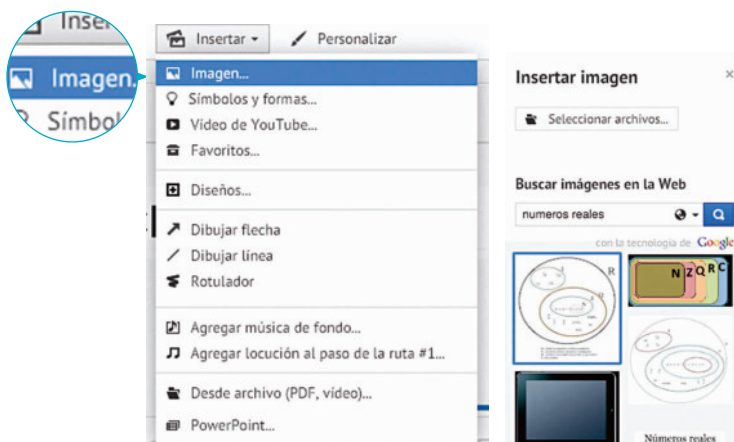 Inser
Imagen.
Símbol
Insertar
Personalizar
Imagen...
Símbolos y formas...
Vídeo de YouTube...
Favoritos...
Diseños...
Dibujar flecha
Dibujar línea
Rotulador
Agregar música de fondo...
Agregar locución al paso de la ruta #1...
Desde archivo (PDF, vídeo)...
PowerPoint...
Insertar imagen ×
Seleccionar archivos...
Buscar imágenes en la Web
numeros reales
con la tecnología de Google
R
N Z Q R C
Números reales